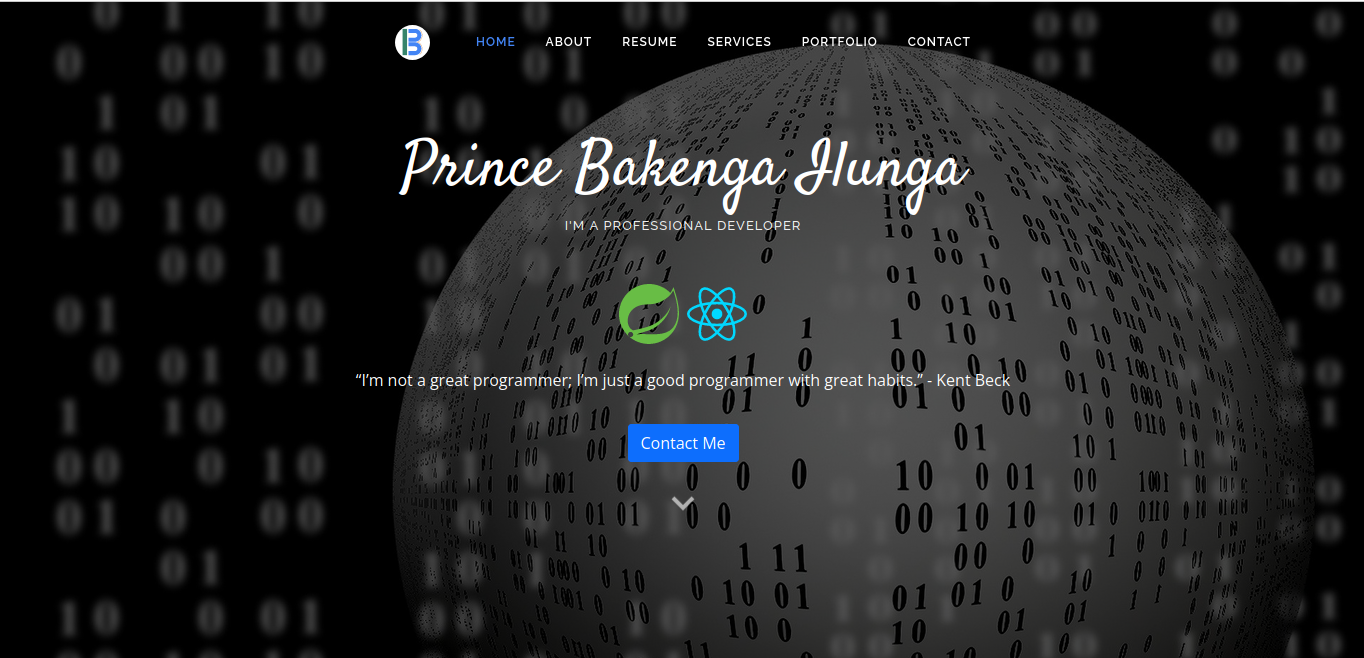 B
HOME ABOUT RESUME SERVICES PORTFOLIO CONTACT
Prince Bakenga Ilunga
I'M A PROFESSIONAL DEVELOPER
“I’m not a great programmer; I’m just a good programmer with great habits.” - Kent Beck
Contact Me